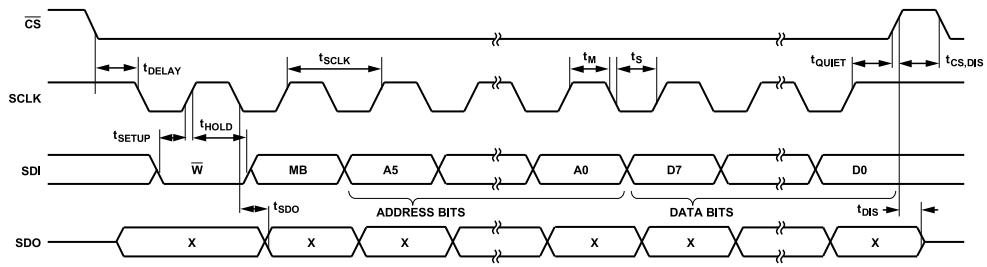 CS
tDELAY
tSCLK
tM
tS
tQUIET
tCS,DIS
SCLK
tSETUP
tHOLD
SDI
W
MB
A5
A0
D7
D0
tSDO
ADDRESS BITS
DATA BITS
tDIS
SDO
X
X
X
X
X
X